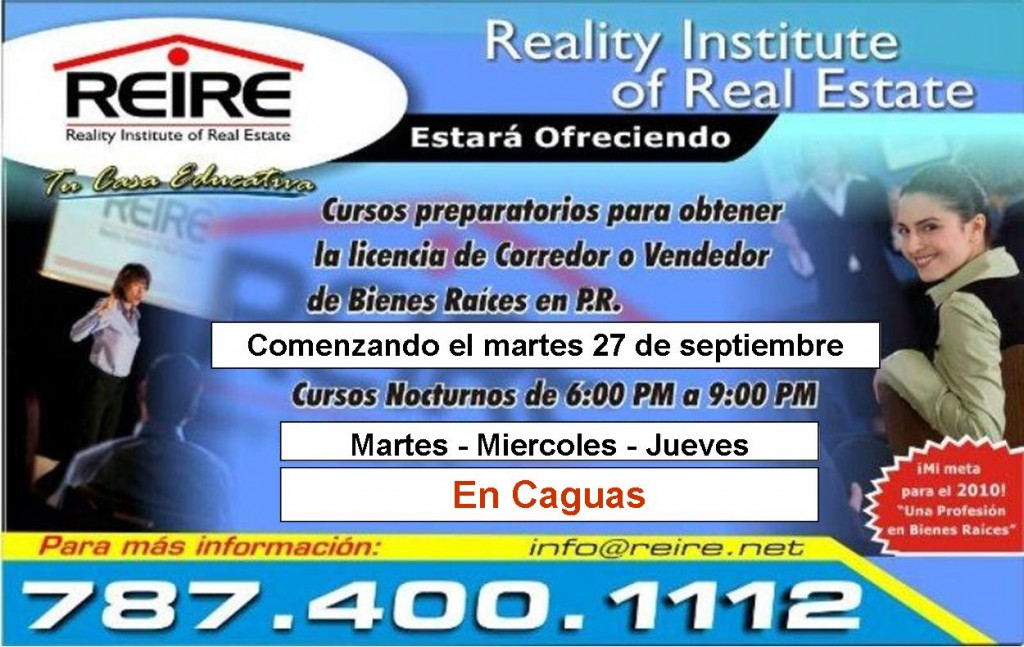 REIRE
Reality Institute of Real Estate
Tu Casa Educativa
Reality Institute
of Real Estate
Estará Ofreciendo
REIRE
Cursos preparatorios para obtener
la licencia de Corredor o Vendedor
de Bienes Raíces en P.R.
Comenzando el martes 27 de septiembre
Cursos Nocturnos de 6:00 PM a 9:00 PM
Martes - Miercoles - Jueves
En Caguas
¡Mi meta
para el 2010!
"Una Profesión
en Bienes Raices"
Para más información:
info@reire.net
787.400.1112